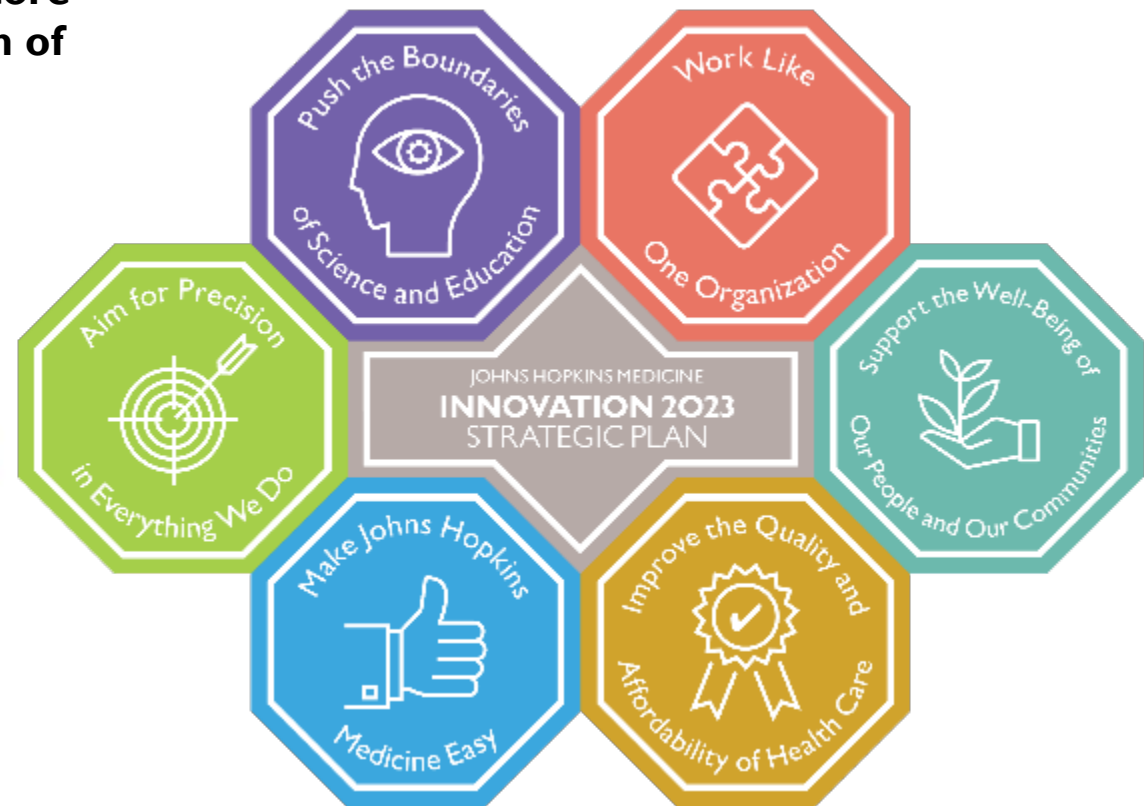 n of
Push the Boundaries
of Science and Education
Work Like
One Organization
Aim for Precision
in Everything We Do
JOHNS HOPKINS MEDICINE
INNOVATION 2023
STRATEGIC PLAN
Support the Well-Being of
Our People and Our Communities
Make Johns Hopkins
Medicine Easy
Improve the Quality and
Affordability of Health Care